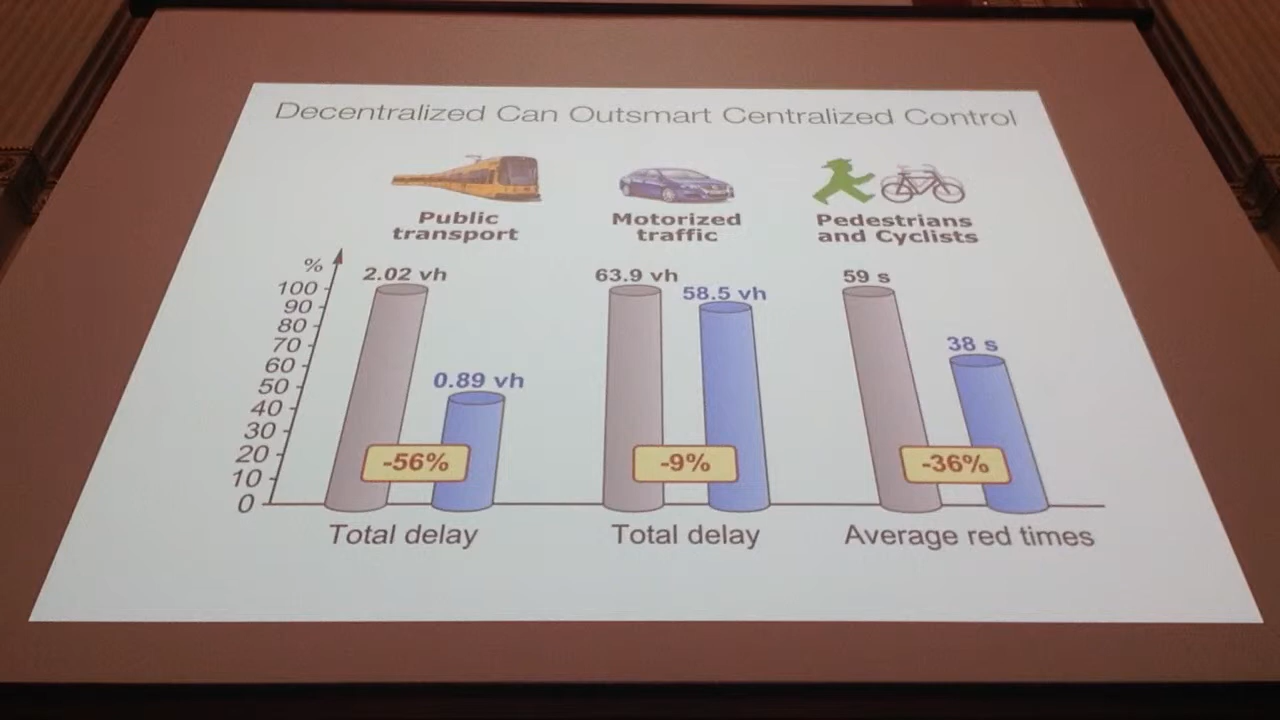 Decentralized Can Outsmart Centralized Control
Public
transport
Motorized
traffic
Pedestrians
and Cyclists
%
100
90
80
70
60
50
40
30
20
10
0
2.02 vh
0.89 vh
-56%
63.9 vh
58.5 vh
-9%
59 s
38 s
-36%
Total delay
Total delay
Average red times